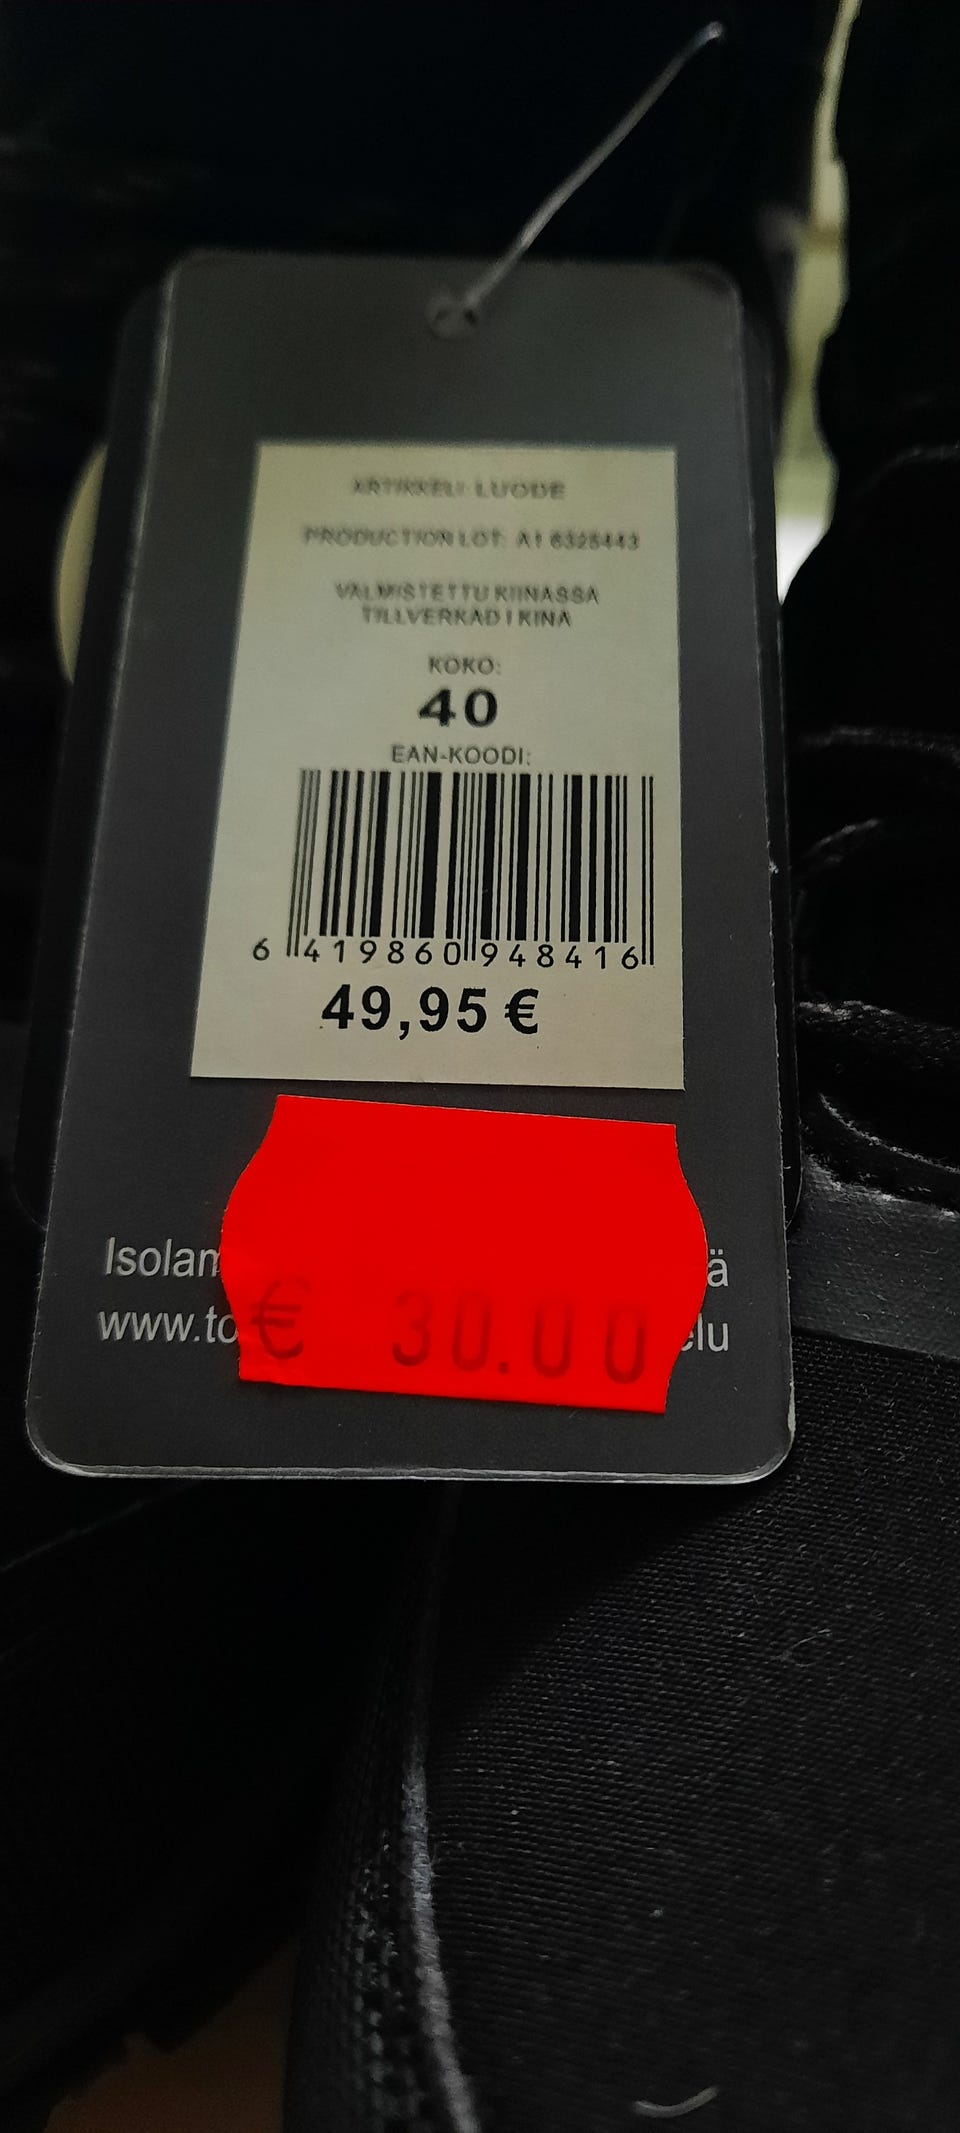 ARTIKKELI: LUODE
PRODUCTION LOT: A1 6325443
VALMISTETTU KIINASSA
TILLVERKAD I KINA
KOKO:
40
EAN-KOODI:
6 419860 948416
49,95 €
€ 30.00